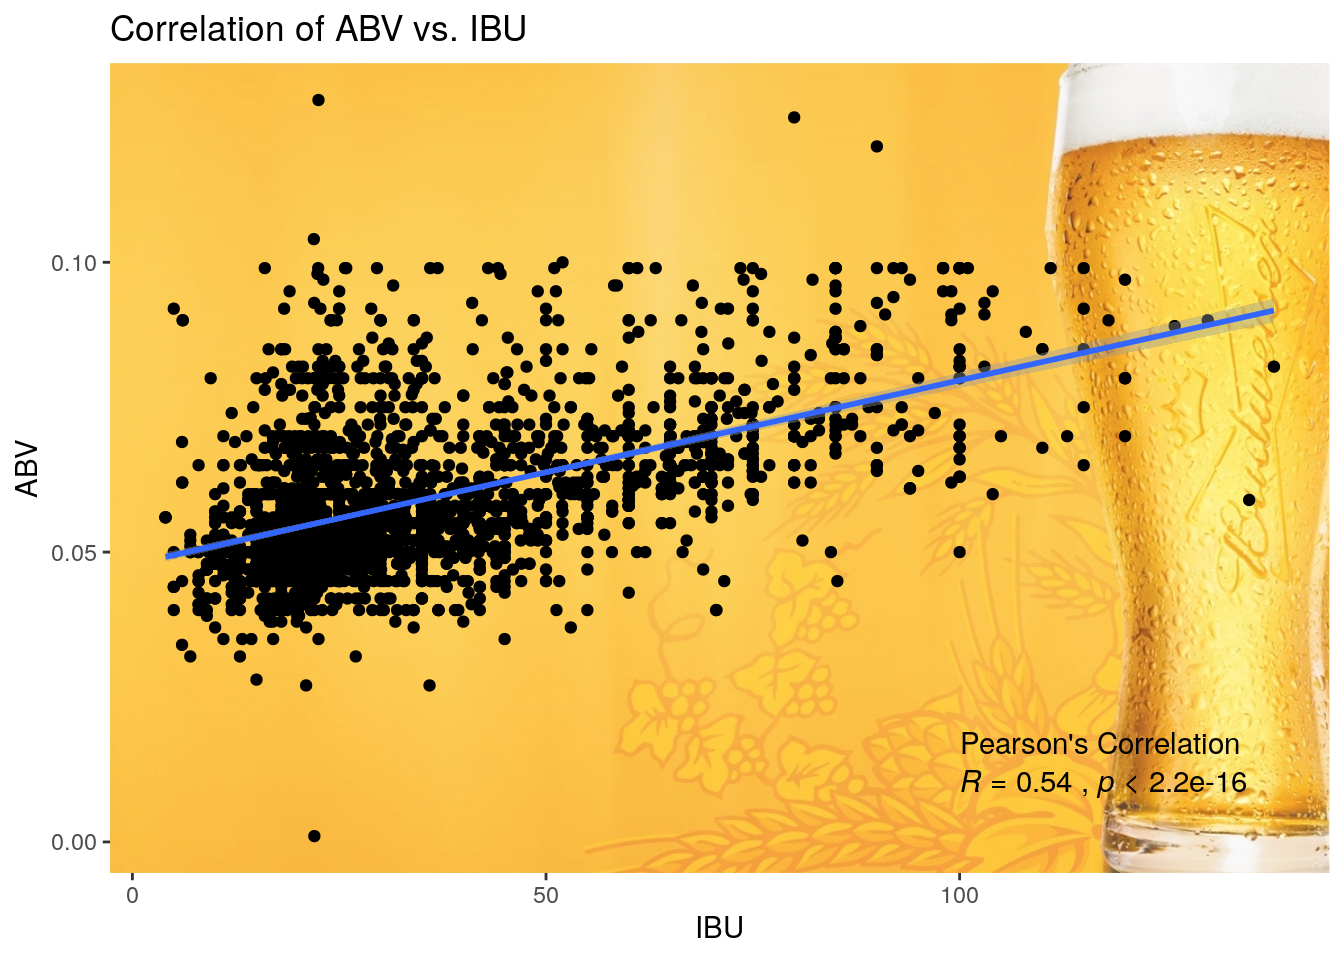 Correlation of ABV vs. IBU
ABV
0.10
0.05
0.00
Budweiser
Pearson's Correlation
R = 0.54 , p < 2.2e-16
0 50 100
IBU